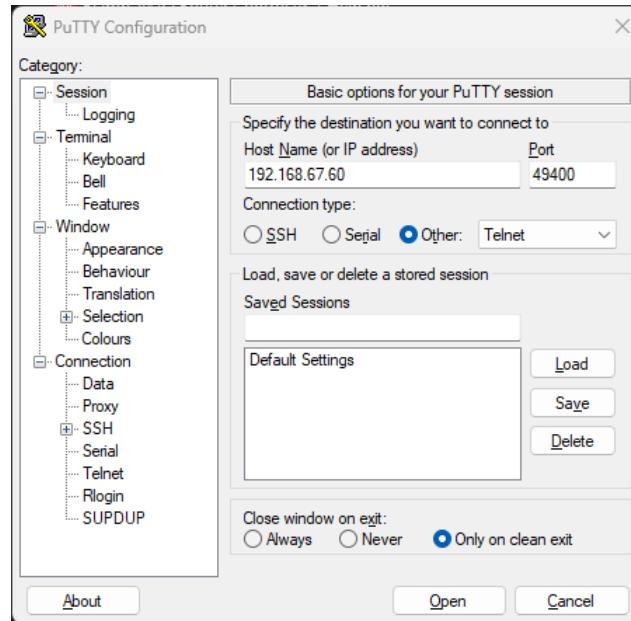 PuTTY Configuration
Category:
Session
Logging
Terminal
Keyboard
Bell
Features
Window
Appearance
Behaviour
Translation
Selection
Colours
Connection
Data
Proxy
SSH
Serial
Telnet
Rlogin
SUPDUP
Basic options for your PuTTY session
Specify the destination you want to connect to
Host Name (or IP address) Port
192.168.67.60 49400
Connection type:
SSH Serial Other: Telnet
Load, save or delete a stored session
Saved Sessions
Default Settings
Load
Save
Delete
Close window on exit:
Always Never Only on clean exit
About Open Cancel